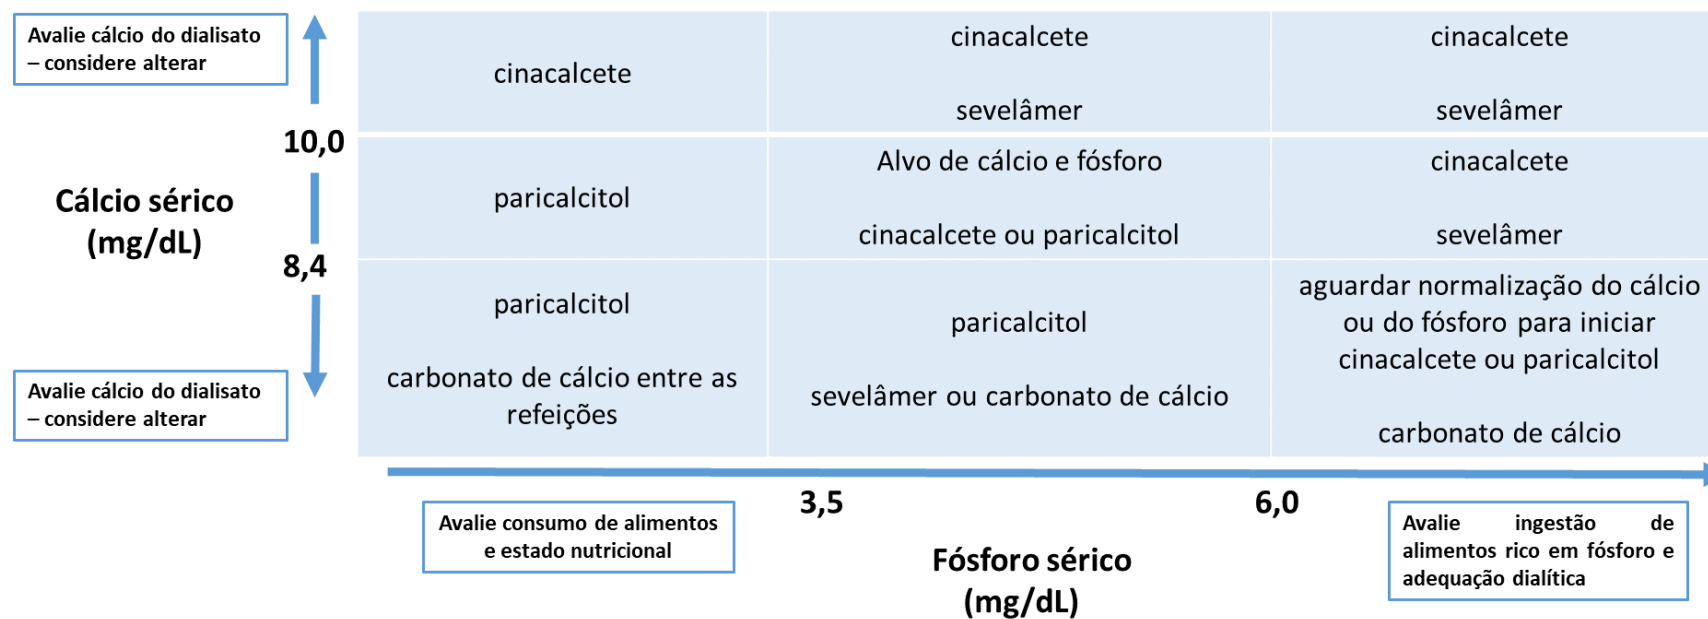 Avalie cálcio do dialisato
– considere alterar
cinacalcete
cinacalcete
sevelâmer
cinacalcete
sevelâmer
10,0
Cálcio sérico
(mg/dL)
8,4
paricalcitol
Alvo de cálcio e fósforo
cinacalcete ou paricalcitol
cinacalcete
sevelâmer
Avalie cálcio do dialisato
– considere alterar
paricalcitol
carbonato de cálcio entre as
refeições
paricalcitol
sevelâmer ou carbonato de cálcio
aguardar normalização do cálcio
ou do fósforo para iniciar
cinacalcete ou paricalcitol
carbonato de cálcio
3,5
6,0
Avalie consumo de alimentos
e estado nutricional
Fósforo sérico
(mg/dL)
Avalie ingestão de
alimentos rico em fósforo e
adequação dialítica